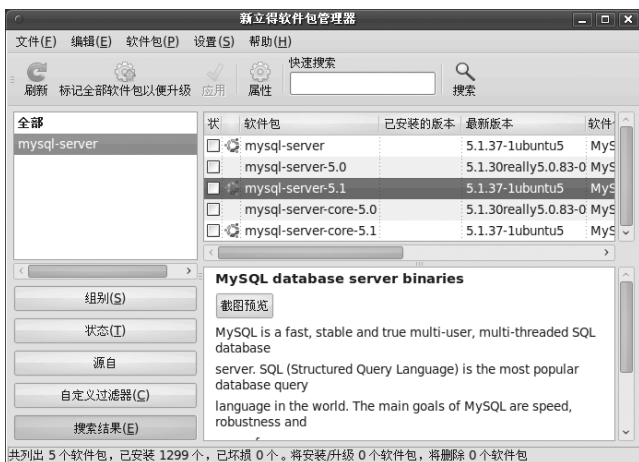 新立得软件包管理器
文件(F) 编辑(E) 软件包(P) 设置(S) 帮助(H)
快速搜索
刷新 标记全部软件包以便升级 应用 属性 搜索
全部
mysql-server
状 软件包 已安装的版本 最新版本 软件
mysql-server 5.1.37-1ubuntu5 MyS
mysql-server-5.0 5.1.30really5.0.83-0 MyS
mysql-server-5.1 5.1.37-1ubuntu5 MyS
mysql-server-core-5.0 5.1.30really5.0.83-0 MyS
mysql-server-core-5.1 5.1.37-1ubuntu5 MyS
组别(S)
状态(T)
源自
自定义过滤器(C)
搜索结果(E)
MySQL database server binaries
截图预览
MySQL is a fast, stable and true multi-user, multi-threaded SQL
database
server. SQL (Structured Query Language) is the most popular
database query
language in the world. The main goals of MySQL are speed,
robustness and
共列出 5 个软件包，已安装 1299 个，已坏损 0 个。将安装/升级 0 个软件包，将删除 0 个软件包